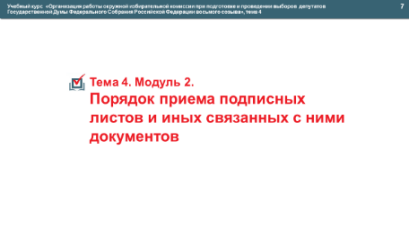 Учебный курс: «Организация работы окружной избирательной комиссии при подготовке и проведении выборов депутатов
Государственной Думы Федерального Собрания Российской Федерации восьмого созыва», тема 4
7
Тема 4. Модуль 2.
Порядок приема подписных
листов и иных связанных с ними
документов